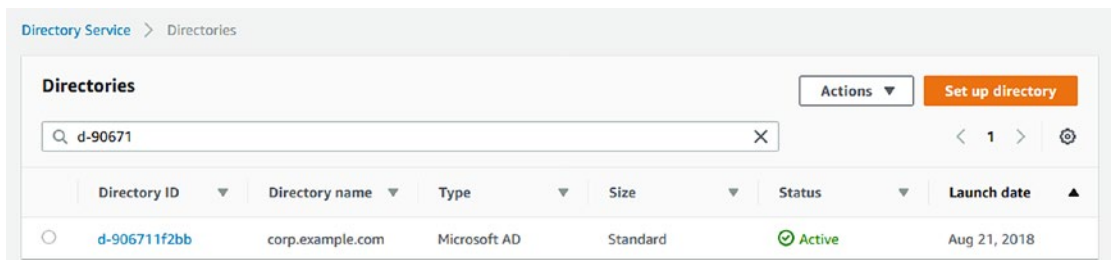 Directory Service > Directories
Directories
Actions Set up directory
d-90671
< 1 >
Directory ID Directory name Type Size Status Launch date
d-906711f2bb corp.example.com Microsoft AD Standard Active Aug 21, 2018